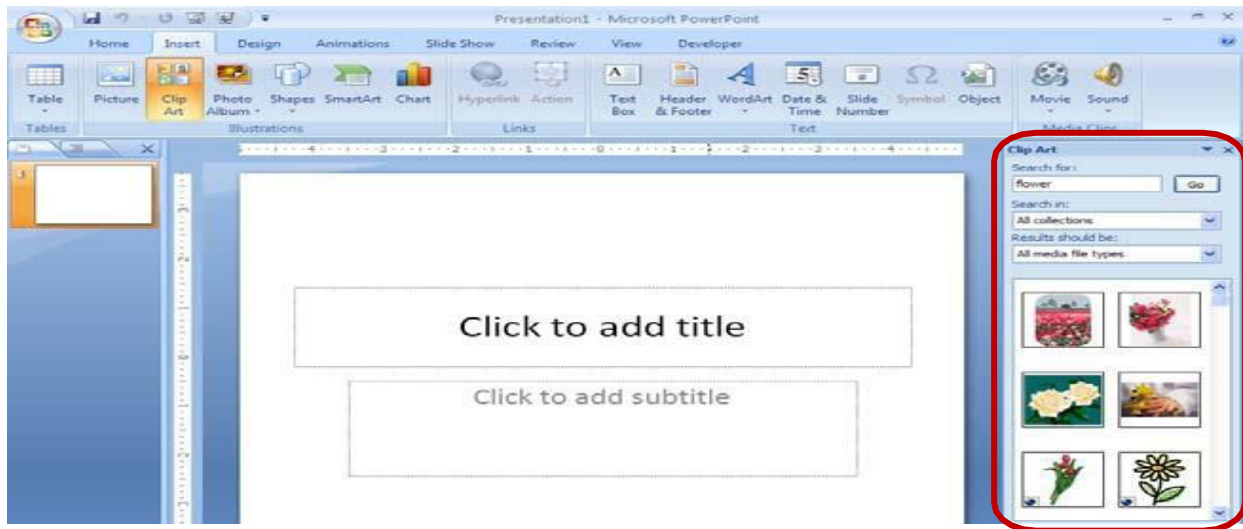 Presentation1 - Microsoft PowerPoint
Home Insert Design Animations Slide Show Review View Developer
Table Picture Clip Art Photo Album Shapes SmartArt Chart Hyperlink Action Text Box Header & Footer WordArt Date & Time Slide Number Symbol Object Movie Sound
Tables Illustrations Links Text Media Clips
Clip Art
Search for:
flower Go
Search in:
All collections
Results should be:
All media file types
Click to add title
Click to add subtitle